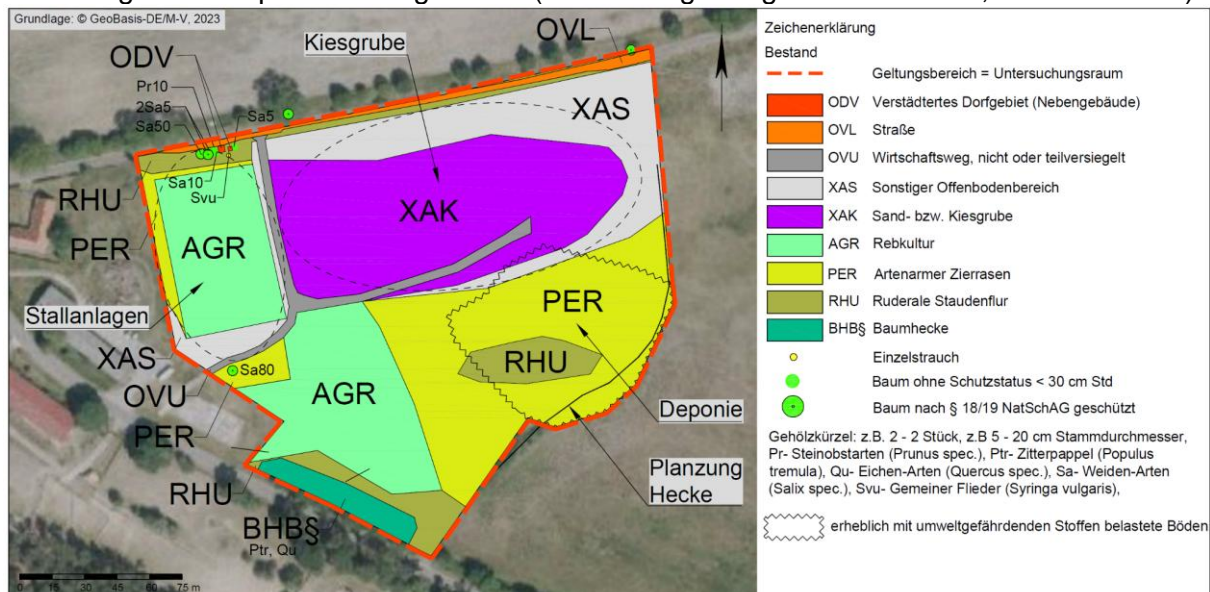 Grundlage: © GeoBasis-DE/M-V, 2023
ODV
Kiesgrube
OVL
Pr10
2Sa5
Sa50
Sa5
XAS
Sa10
Svu
RHU
XAK
PER
AGR
Stallanlagen
PER
RHU
XAS
Sa80
OVU
AGR
Deponie
PER
Planzung
Hecke
RHU
BHB§
Ptr, Qu
0 15 30 45 60 75 m
Zeichenerklärung
Bestand
Geltungsbereich = Untersuchungsraum
ODV Verstädtertes Dorfgebiet (Nebengebäude)
OVL Straße
OVU Wirtschaftsweg, nicht oder teilversiegelt
XAS Sonstiger Offenbodenbereich
XAK Sand- bzw. Kiesgrube
AGR Rebkultur
PER Artenarmer Zierrasen
RHU Ruderale Staudenflur
BHB§ Baumhecke
Einzelstrauch
Baum ohne Schutzstatus < 30 cm Std
Baum nach § 18/19 NatSchAG geschützt
Gehölzkürzel: z.B. 2 - 2 Stück, z.B 5 - 20 cm Stammdurchmesser,
Pr- Steinobstarten (Prunus spec.), Ptr- Zitterpappel (Populus
tremula), Qu- Eichen-Arten (Quercus spec.), Sa- Weiden-Arten
(Salix spec.), Svu- Gemeiner Flieder (Syringa vulgaris),
erheblich mit umweltgefährdenden Stoffen belastete Böden